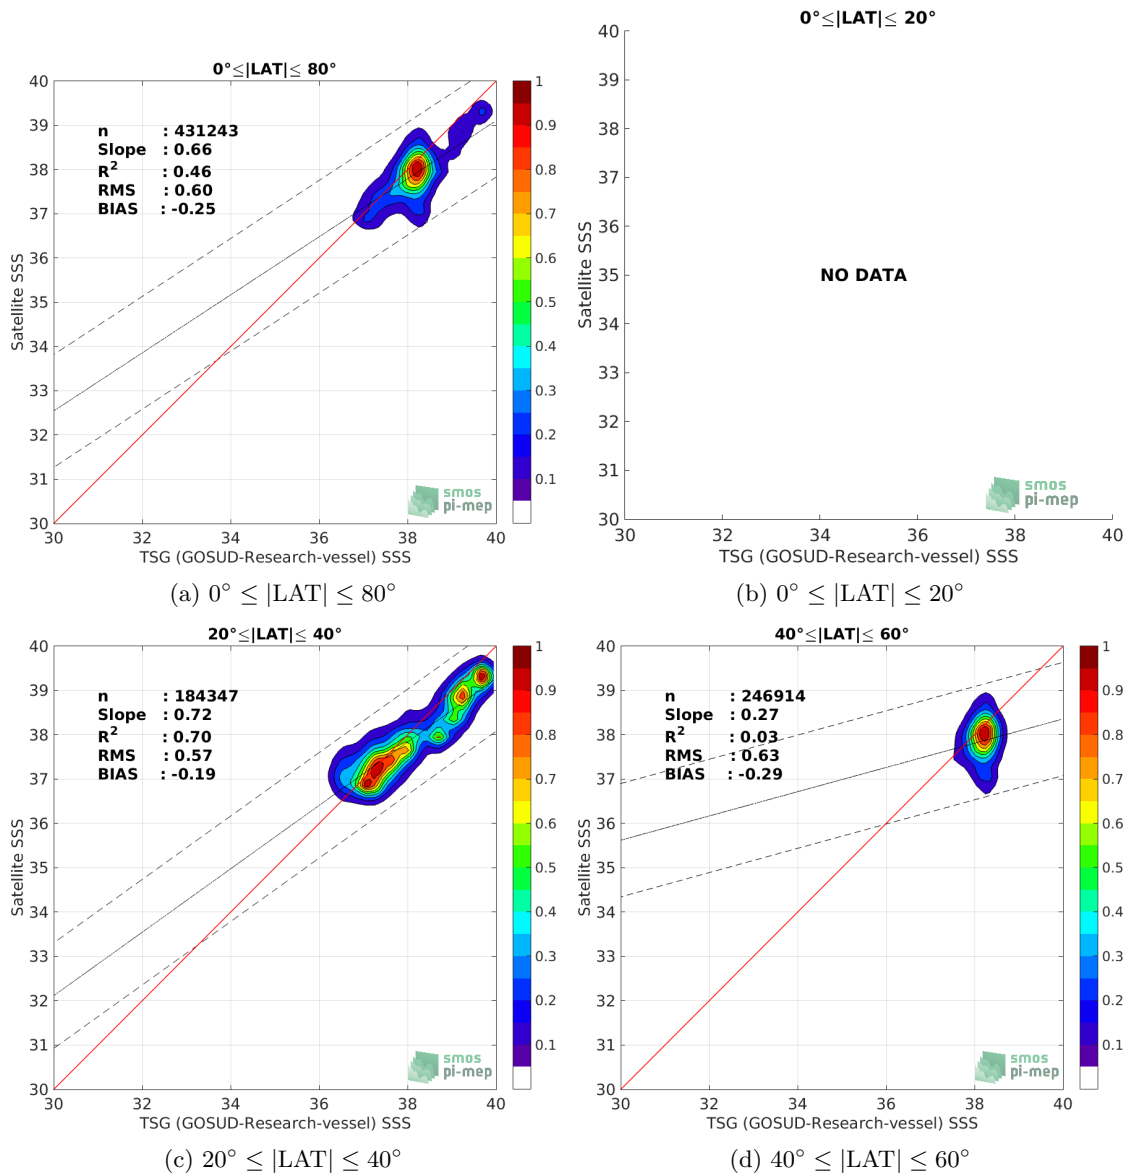 0°≤|LAT|≤ 80°
40
39
38
37
36
35
34
33
32
31
30
Satellite SSS
n : 431243
Slope : 0.66
R² : 0.46
RMS : 0.60
BIAS : -0.25
smos
pi-mep
30 32 34 36 38 40
TSG (GOSUD-Research-vessel) SSS
1
0.9
0.8
0.7
0.6
0.5
0.4
0.3
0.2
0.1
(a) 0° ≤ |LAT| ≤ 80°
0°≤|LAT|≤ 20°
40
39
38
37
36
35
34
33
32
31
30
Satellite SSS
NO DATA
smos
pi-mep
30 32 34 36 38 40
TSG (GOSUD-Research-vessel) SSS
(b) 0° ≤ |LAT| ≤ 20°
20°≤|LAT|≤ 40°
40
39
38
37
36
35
34
33
32
31
30
Satellite SSS
n : 184347
Slope : 0.72
R² : 0.70
RMS : 0.57
BIAS : -0.19
smos
pi-mep
30 32 34 36 38 40
TSG (GOSUD-Research-vessel) SSS
1
0.9
0.8
0.7
0.6
0.5
0.4
0.3
0.2
0.1
(c) 20° ≤ |LAT| ≤ 40°
40°≤|LAT|≤ 60°
40
39
38
37
36
35
34
33
32
31
30
Satellite SSS
n : 246914
Slope : 0.27
R² : 0.03
RMS : 0.63
BIAS : -0.29
smos
pi-mep
30 32 34 36 38 40
TSG (GOSUD-Research-vessel) SSS
1
0.9
0.8
0.7
0.6
0.5
0.4
0.3
0.2
0.1
(d) 40° ≤ |LAT| ≤ 60°